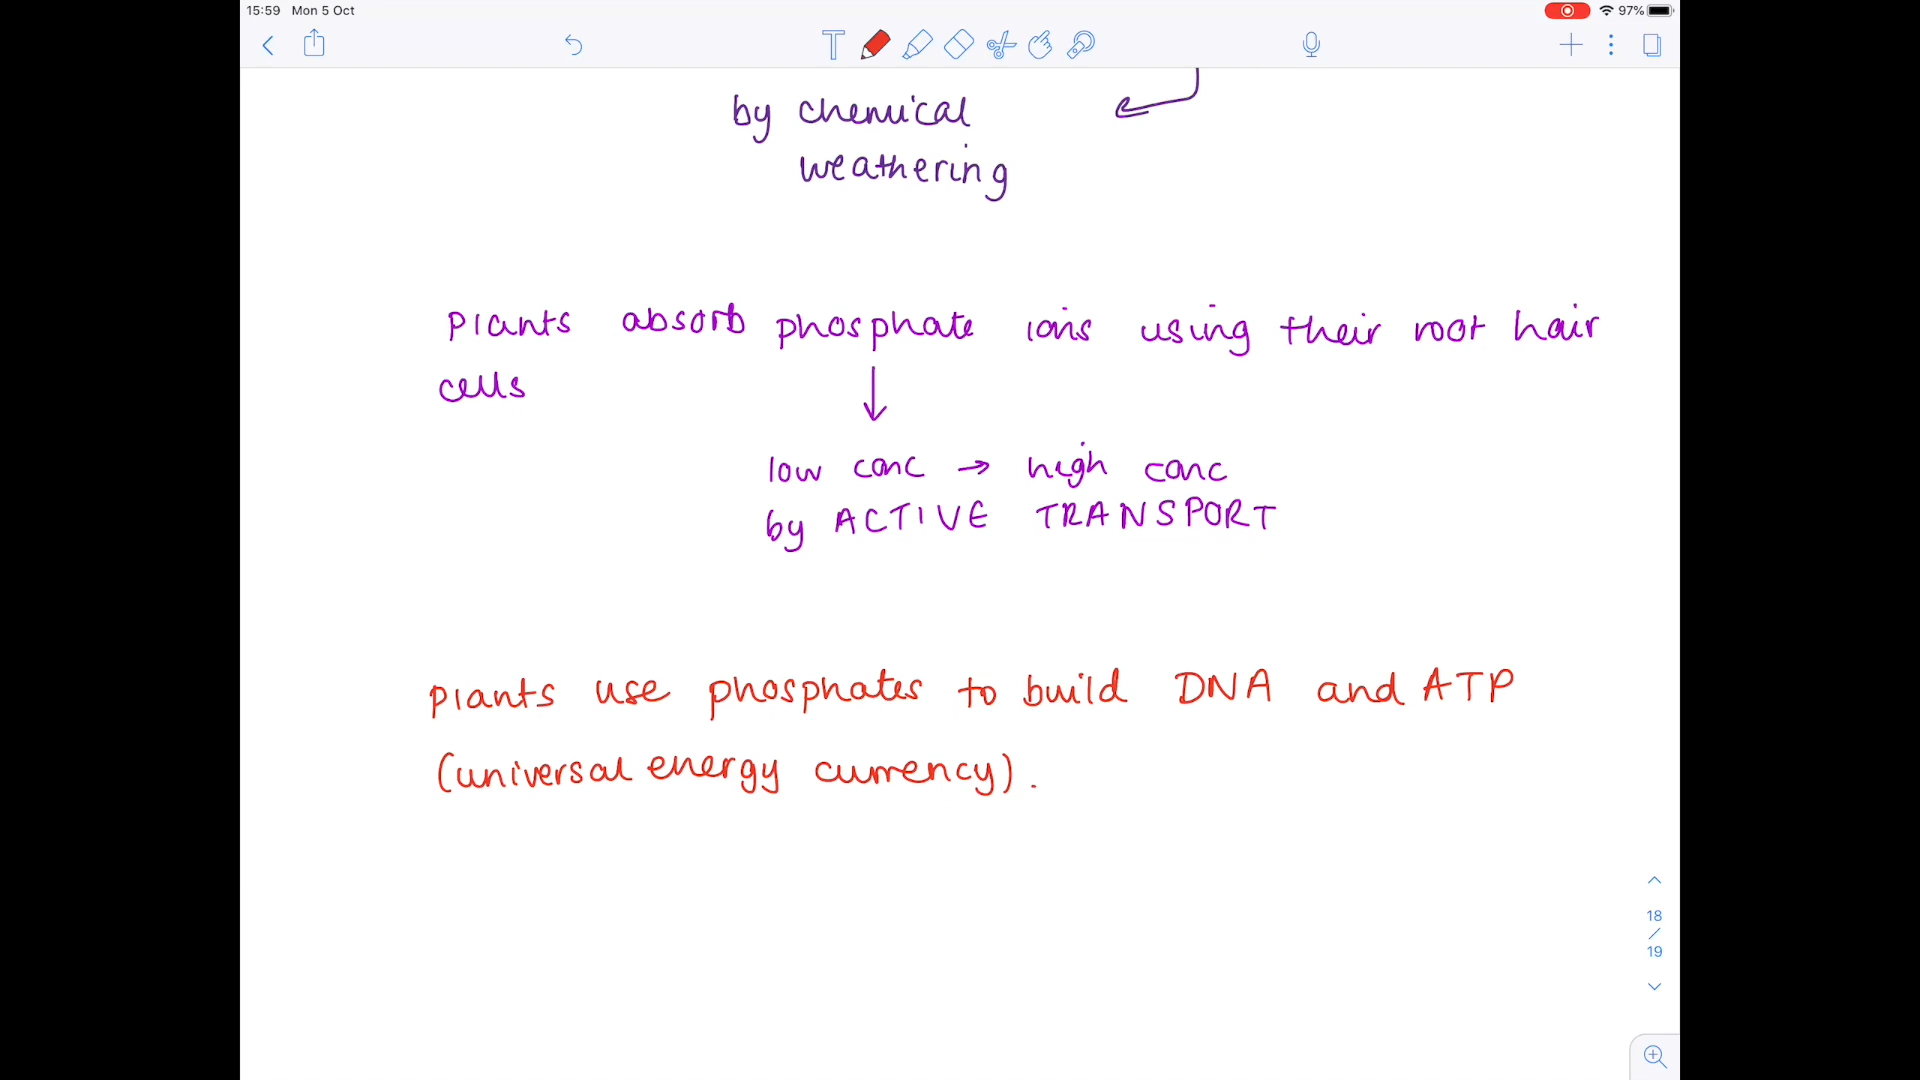 15:59 Mon 5 Oct
97%
T
by chemical
weathering
Plants absorb phosphate ions using their root hair
cells
low conc → high conc
by ACTIVE TRANSPORT
Plants use phosphates to build DNA and ATP
(universal energy currency).
18
/
19